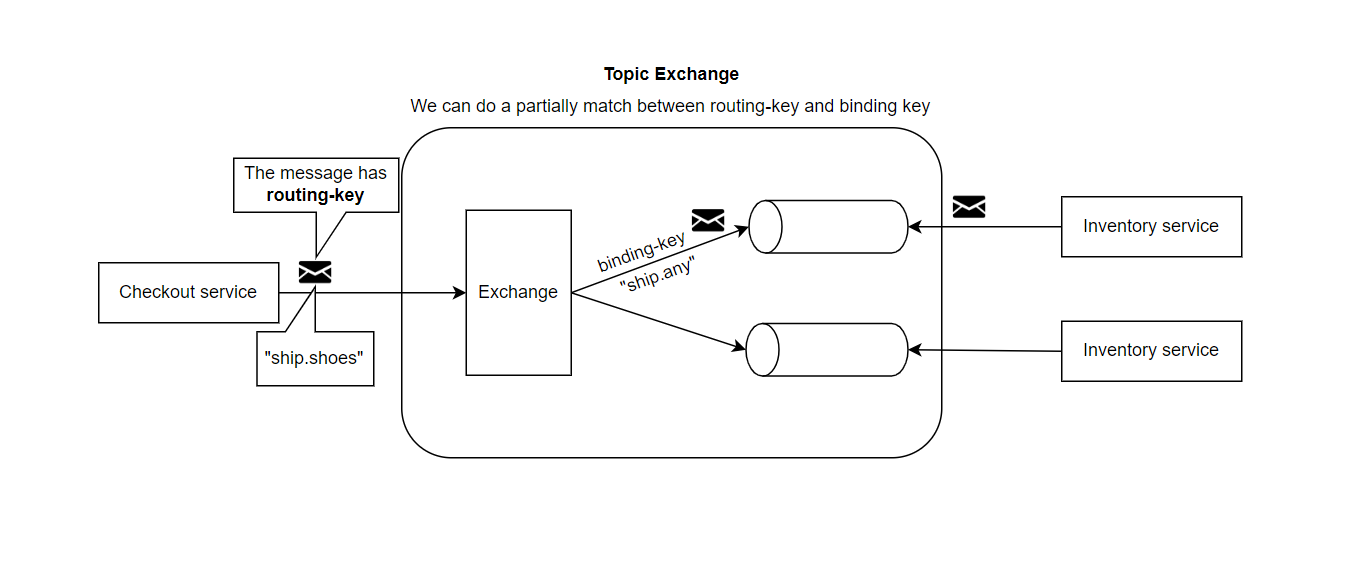 Topic Exchange
We can do a partially match between routing-key and binding key
The message has
routing-key
Checkout service
"ship.shoes"
Exchange
binding-key
"ship.any"
Inventory service
Inventory service